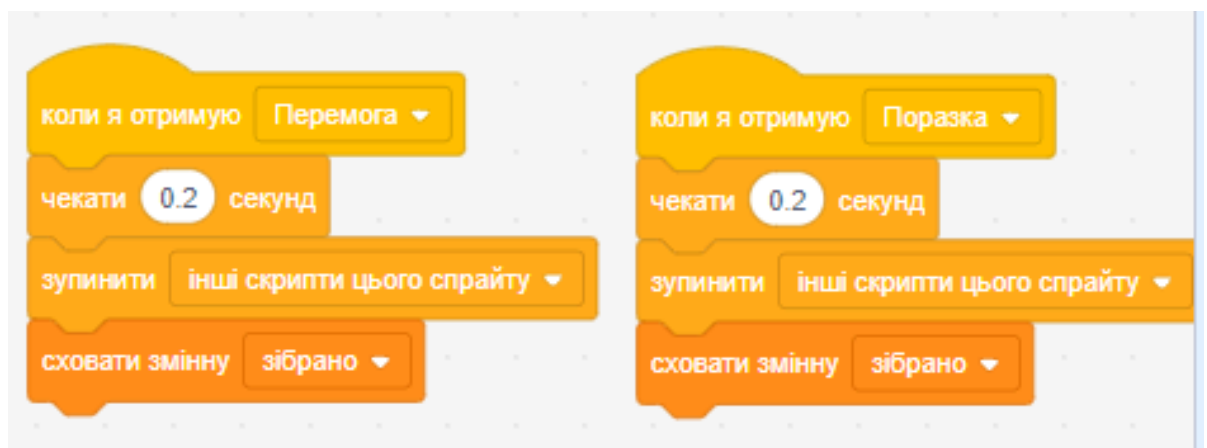 коли я отримую Перемога
чекати 0.2 секунд
зупинити інші скрипти цього спрайту
сховати змінну зібрано
коли я отримую Поразка
чекати 0.2 секунд
зупинити інші скрипти цього спрайту
сховати змінну зібрано